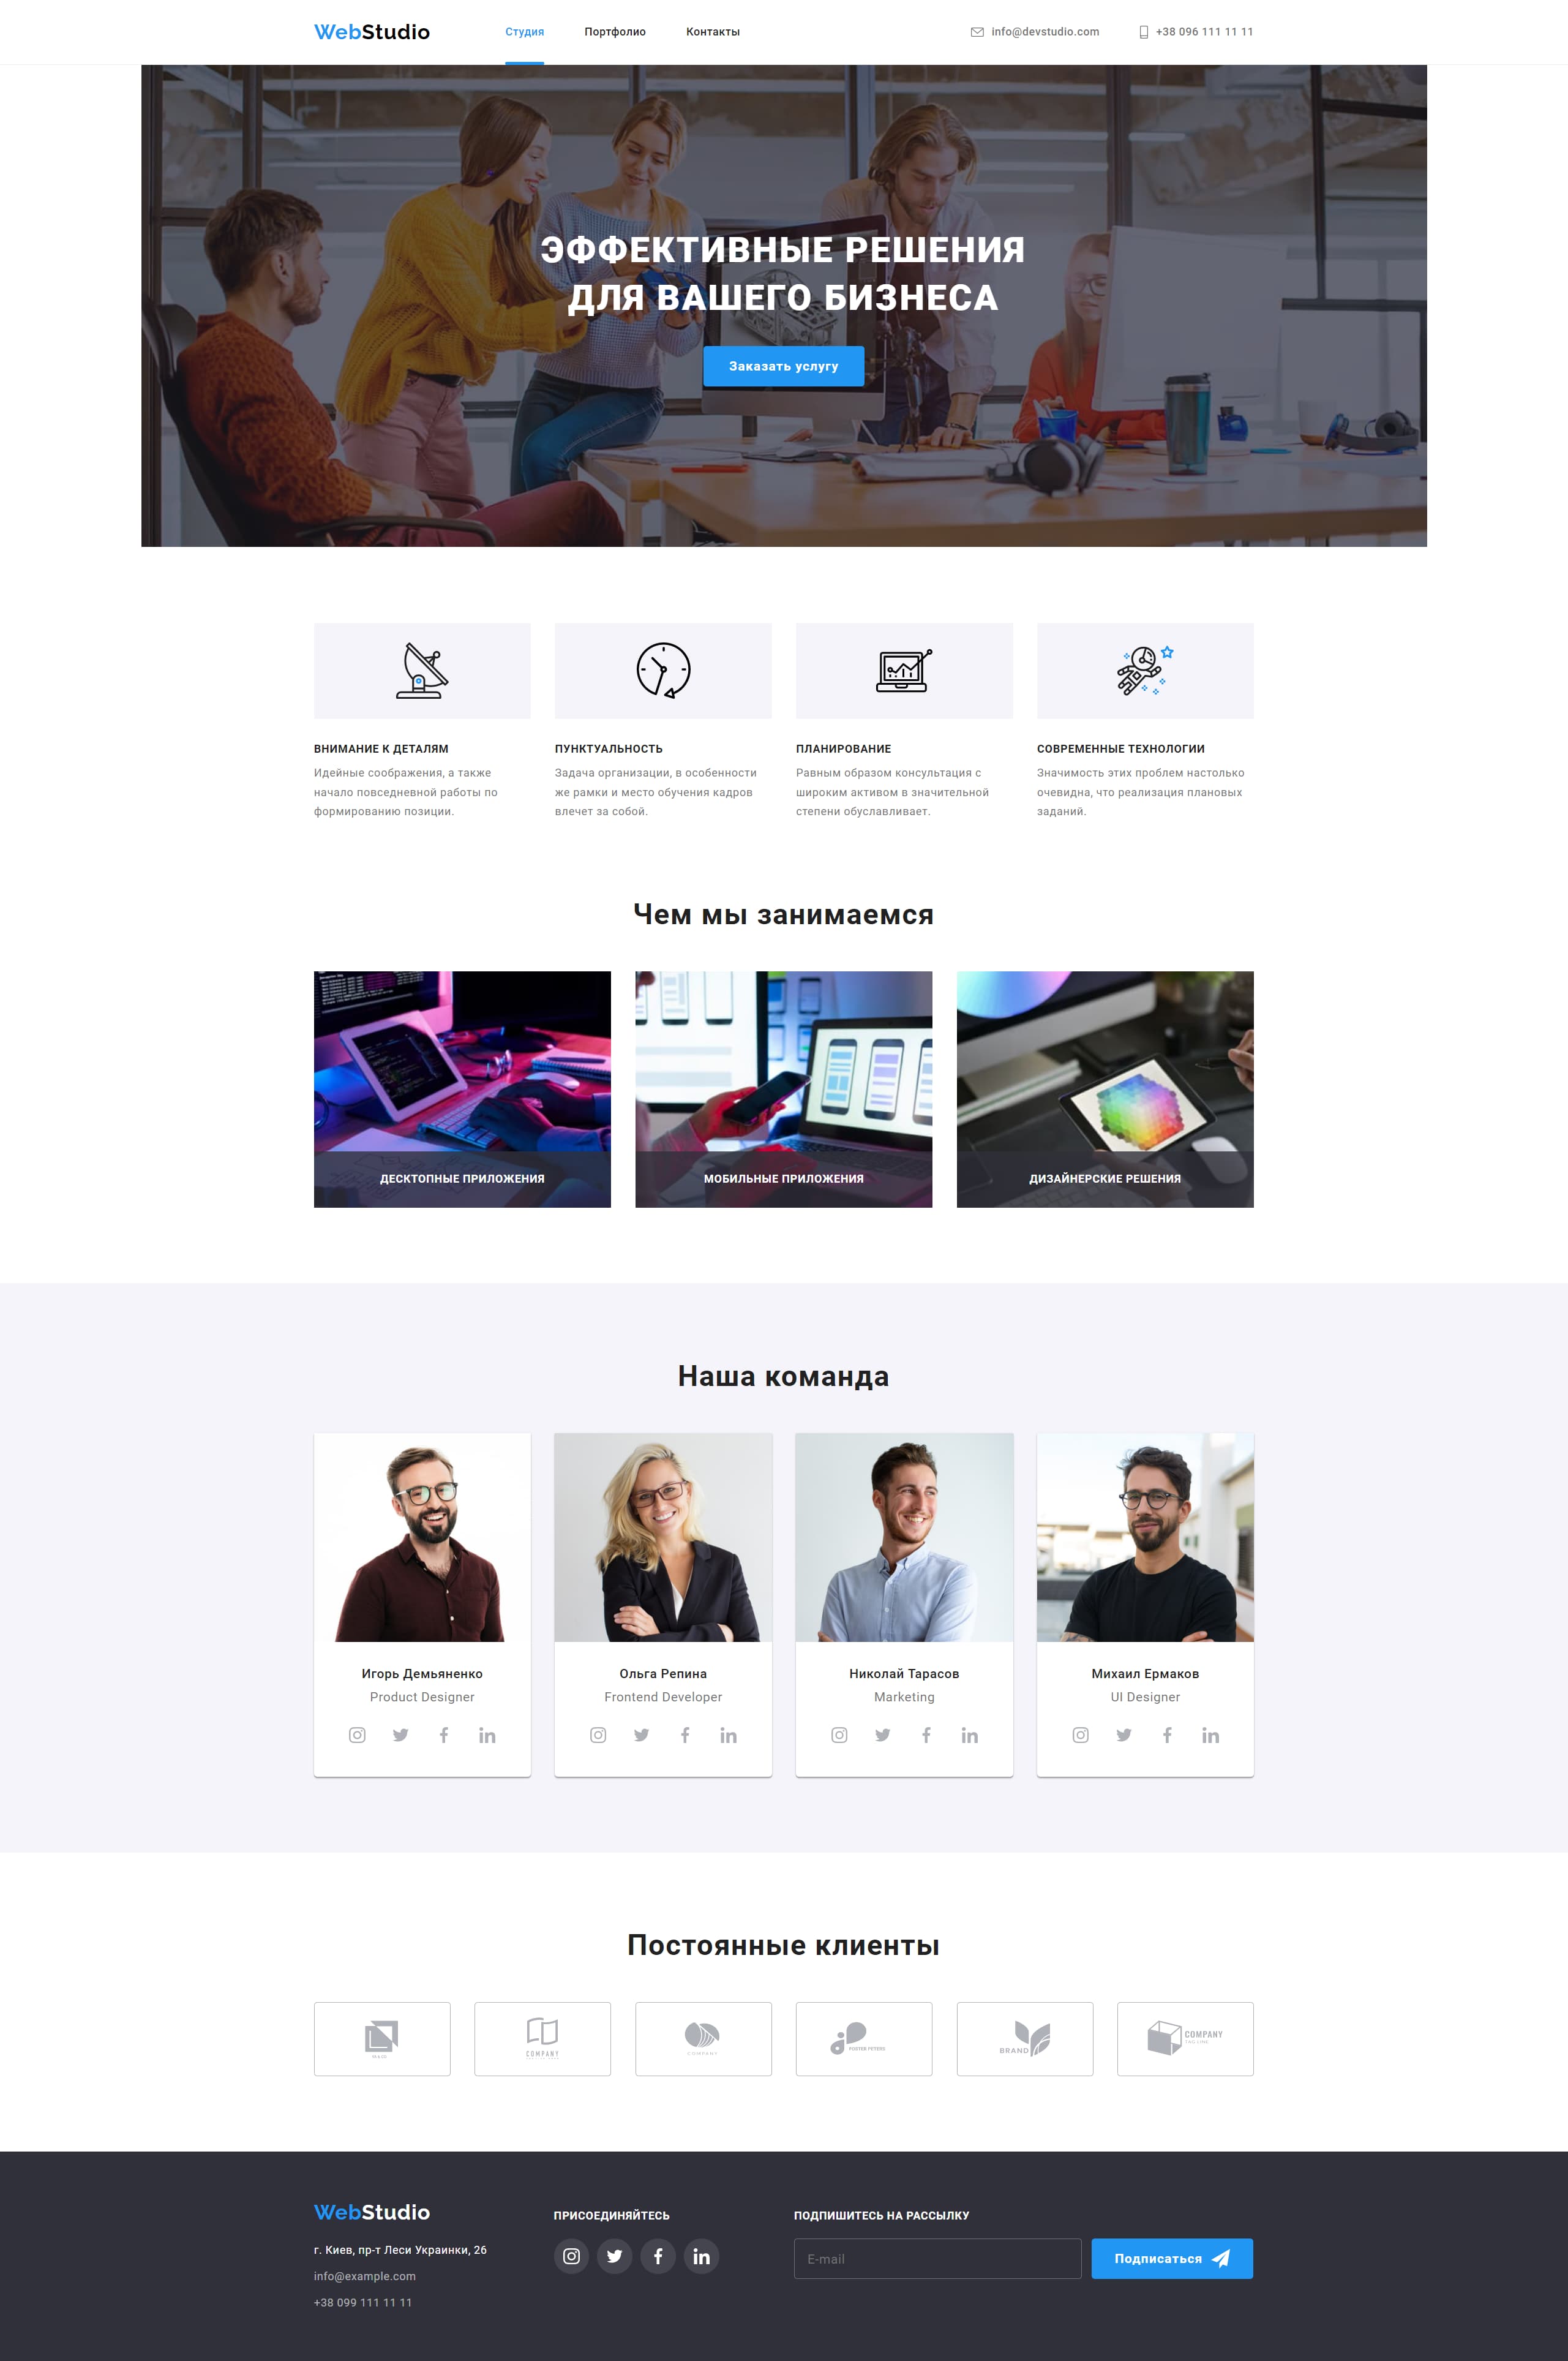 WebStudio
Студия
Портфолио
Контакты
info@devstudio.com
+38 096 111 11 11
ЭФФЕКТИВНЫЕ РЕШЕНИЯ
ДЛЯ ВАШЕГО БИЗНЕСА
Заказать услугу
ВНИМАНИЕ К ДЕТАЛЯМ
Идейные соображения, а также
начало повседневной работы по
формированию позиции.
ПУНКТУАЛЬНОСТЬ
Задача организации, в особенности
же рамки и место обучения кадров
влечет за собой.
ПЛАНИРОВАНИЕ
Равным образом консультация с
широким активом в значительной
степени обуславливает.
СОВРЕМЕННЫЕ ТЕХНОЛОГИИ
Значимость этих проблем настолько
очевидна, что реализация плановых
заданий.
Чем мы занимаемся
ДЕСКТОПНЫЕ ПРИЛОЖЕНИЯ
МОБИЛЬНЫЕ ПРИЛОЖЕНИЯ
ДИЗАЙНЕРСКИЕ РЕШЕНИЯ
Наша команда
Игорь Демьяненко
Product Designer
Ольга Репина
Frontend Developer
Николай Тарасов
Marketing
Михаил Ермаков
UI Designer
Постоянные клиенты
COMPANY
COMPANY
FOSTER PETERS
BRAND
COMPANY
TAG LINE
WebStudio
г. Киев, пр-т Леси Украинки, 26
info@example.com
+38 099 111 11 11
ПРИСОЕДИНЯЙТЕСЬ
ПОДПИШИТЕСЬ НА РАССЫЛКУ
E-mail
Подписаться